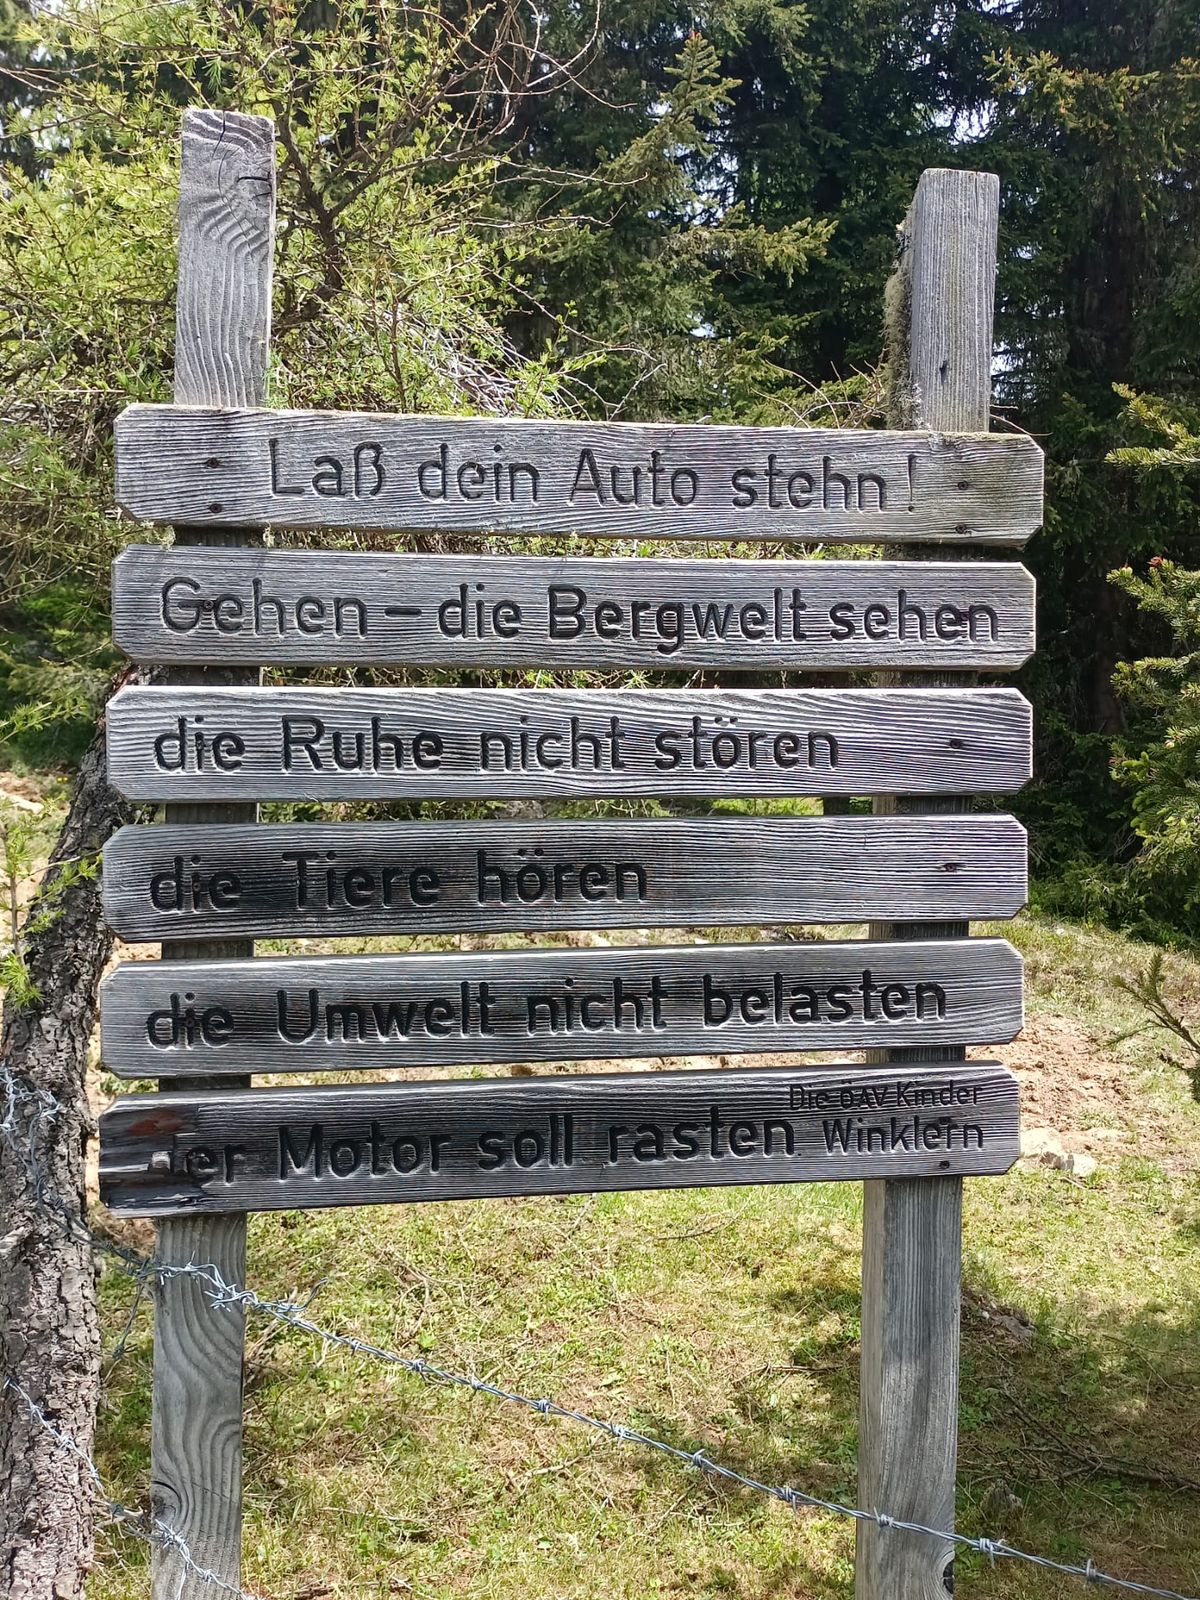 Laß dein Auto stehn!
Gehen – die Bergwelt sehen
die Ruhe nicht stören
die Tiere hören
die Umwelt nicht belasten
der Motor soll rasten
Die ÖAV Kinder
Winklern